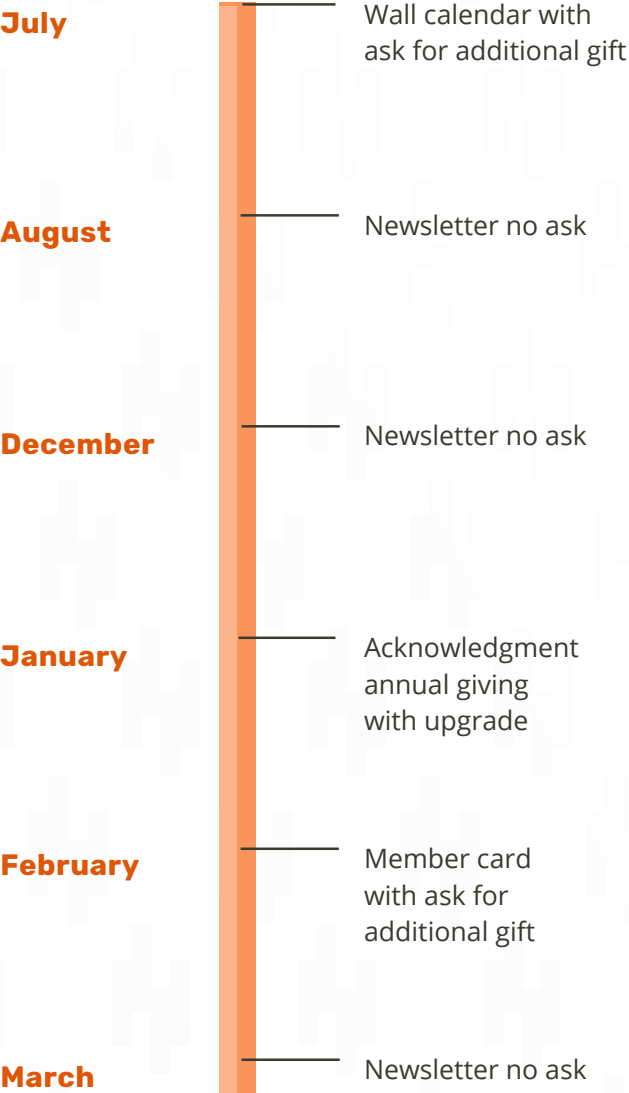 July
Wall calendar with
ask for additional gift
August
Newsletter no ask
December
Newsletter no ask
January
Acknowledgment
annual giving
with upgrade
February
Member card
with ask for
additional gift
March
Newsletter no ask